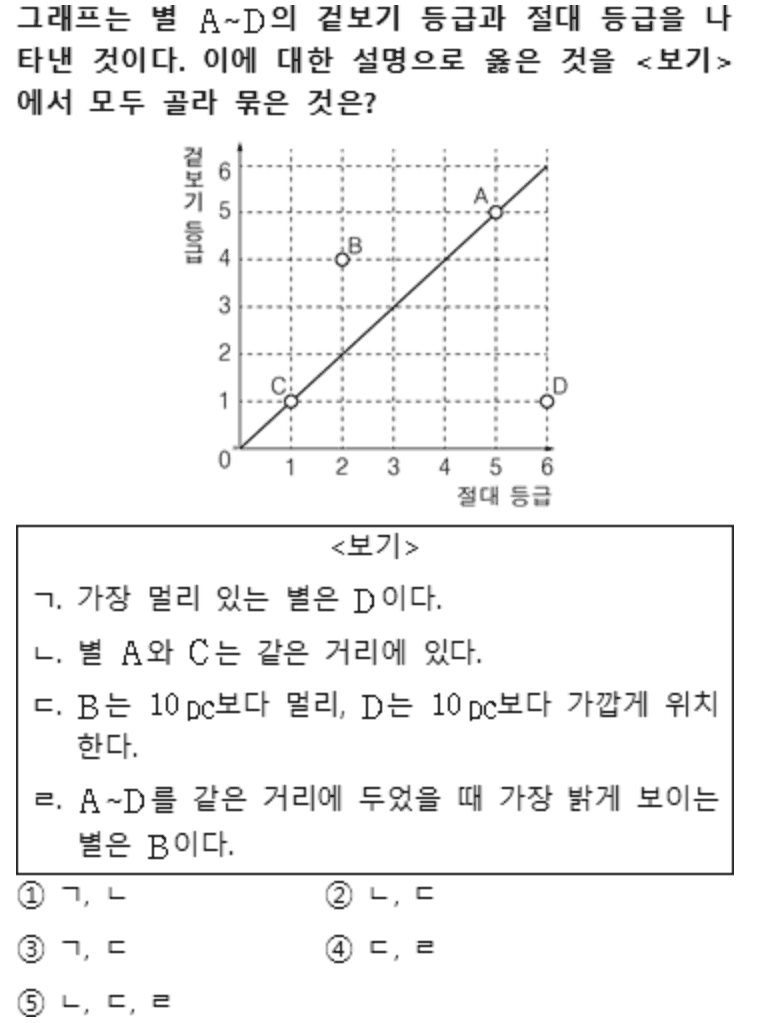 그래프는 별 A~D의 겉보기 등급과 절대 등급을 나
타낸 것이다. 이에 대한 설명으로 옳은 것을 <보기>
에서 모두 골라 묶은 것은?
겉보기 등급
6
5
4
3
2
1
0
A
B
C
D
1 2 3 4 5 6
절대 등급
<보기>
ㄱ. 가장 멀리 있는 별은 D이다.
ㄴ. 별 A와 C는 같은 거리에 있다.
ㄷ. B는 10pc보다 멀리, D는 10pc보다 가깝게 위치
한다.
ㄹ. A~D를 같은 거리에 두었을 때 가장 밝게 보이는
별은 B이다.
① ㄱ, ㄴ ② ㄴ, ㄷ
③ ㄱ, ㄷ ④ ㄷ, ㄹ
⑤ ㄴ, ㄷ, ㄹ